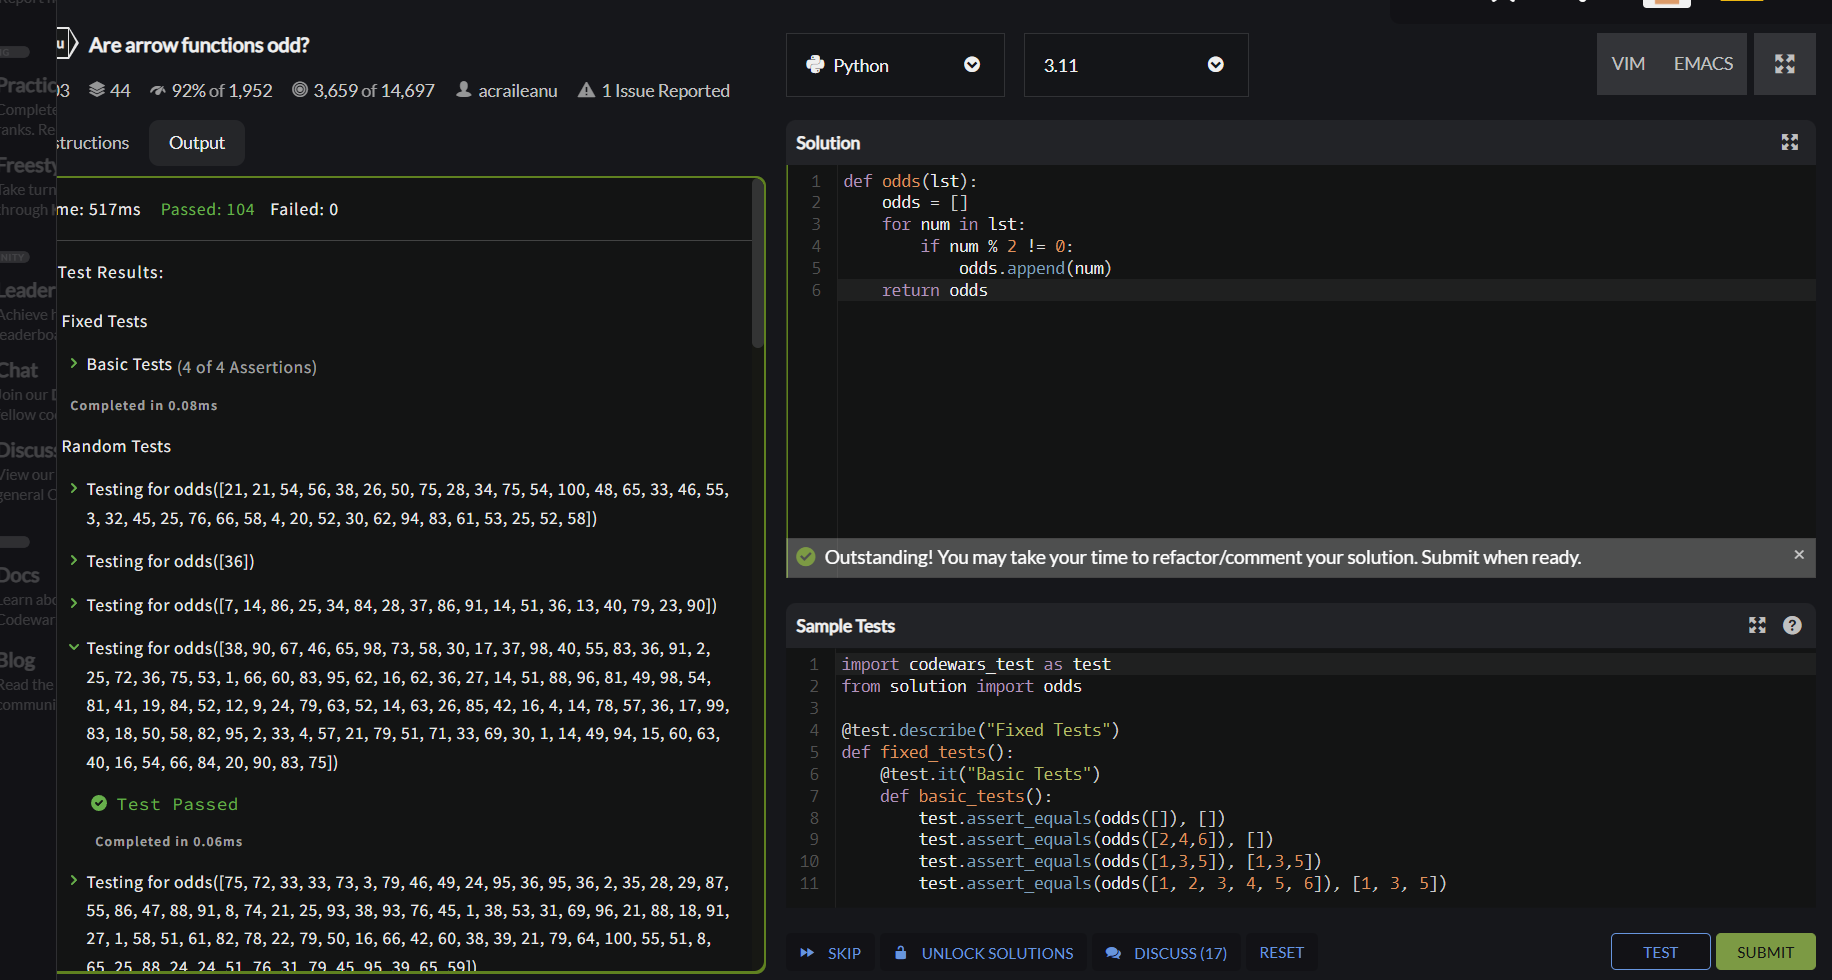 Practic
Complete
ranks. Re
Freesty
Take turn
through
Leader
Achieve h
leaderboa
Chat
Join our D
fellow co
Discuss
View our
general C
Docs
Learn abo
Codewar
Blog
Read the
communi
Are arrow functions odd?
44 92% of 1,952 3,659 of 14,697 acraileanu 1 Issue Reported
structions Output
me: 517ms Passed: 104 Failed: 0
Test Results:
Fixed Tests
Basic Tests (4 of 4 Assertions)
Completed in 0.08ms
Random Tests
Testing for odds([21, 21, 54, 56, 38, 26, 50, 75, 28, 34, 75, 54, 100, 48, 65, 33, 46, 55,
3, 32, 45, 25, 76, 66, 58, 4, 20, 52, 30, 62, 94, 83, 61, 53, 25, 52, 58])
Testing for odds([36])
Testing for odds([7, 14, 86, 25, 34, 84, 28, 37, 86, 91, 14, 51, 36, 13, 40, 79, 23, 90])
Testing for odds([38, 90, 67, 46, 65, 98, 73, 58, 30, 17, 37, 98, 40, 55, 83, 36, 91, 2,
25, 72, 36, 75, 53, 1, 66, 60, 83, 95, 62, 16, 62, 36, 27, 14, 51, 88, 96, 81, 49, 98, 54,
81, 41, 19, 84, 52, 12, 9, 24, 79, 63, 52, 14, 63, 26, 85, 42, 16, 4, 14, 78, 57, 36, 17, 99,
83, 18, 50, 58, 82, 95, 2, 33, 4, 57, 21, 79, 51, 71, 33, 69, 30, 1, 14, 49, 94, 15, 60, 63,
40, 16, 54, 66, 84, 20, 90, 83, 75])
Test Passed
Completed in 0.06ms
Testing for odds([75, 72, 33, 33, 73, 3, 79, 46, 49, 24, 95, 36, 95, 36, 2, 35, 28, 29, 87,
55, 86, 47, 88, 91, 8, 74, 21, 25, 93, 38, 93, 76, 45, 1, 38, 53, 31, 69, 96, 21, 88, 18, 91,
27, 1, 58, 51, 61, 82, 78, 22, 79, 50, 16, 66, 42, 60, 38, 39, 21, 79, 64, 100, 55, 51, 8,
65, 25, 88, 24, 24, 51, 76, 31, 79, 45, 95, 39, 65, 59])
Python 3.11 VIM EMACS
Solution
1 def odds(lst):
2 odds = []
3 for num in lst:
4 if num % 2 != 0:
5 odds.append(num)
6 return odds
Outstanding! You may take your time to refactor/comment your solution. Submit when ready. ×
Sample Tests
1 import codewars_test as test
2 from solution import odds
3
4 @test.describe("Fixed Tests")
5 def fixed_tests():
6 @test.it("Basic Tests")
7 def basic_tests():
8 test.assert_equals(odds([]), [])
9 test.assert_equals(odds([2,4,6]), [])
10 test.assert_equals(odds([1,3,5]), [1,3,5])
11 test.assert_equals(odds([1, 2, 3, 4, 5, 6]), [1, 3, 5])
SKIP UNLOCK SOLUTIONS DISCUSS (17) RESET TEST SUBMIT